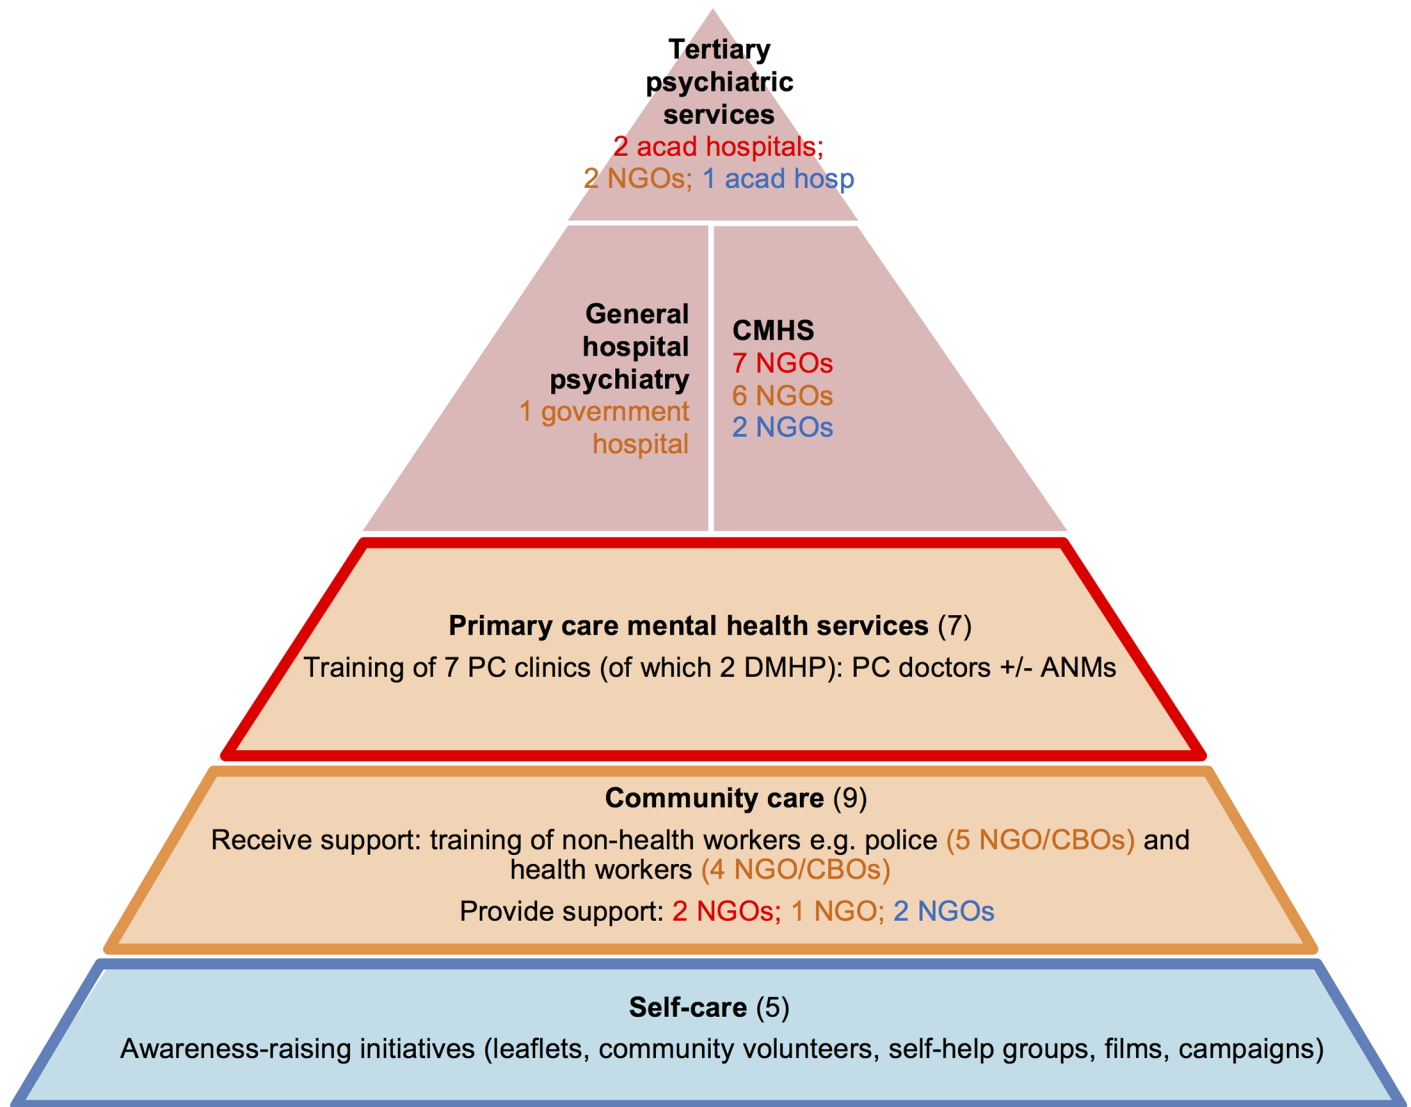 Tertiary
psychiatric
services
2 acad hospitals;
2 NGOs; 1 acad hosp
General
hospital
psychiatry
1 government
hospital
CMHS
7 NGOs
6 NGOs
2 NGOs
Primary care mental health services (7)
Training of 7 PC clinics (of which 2 DMHP): PC doctors +/- ANMs
Community care (9)
Receive support: training of non-health workers e.g. police (5 NGO/CBOs) and
health workers (4 NGO/CBOs)
Provide support: 2 NGOs; 1 NGO; 2 NGOs
Self-care (5)
Awareness-raising initiatives (leaflets, community volunteers, self-help groups, films, campaigns)